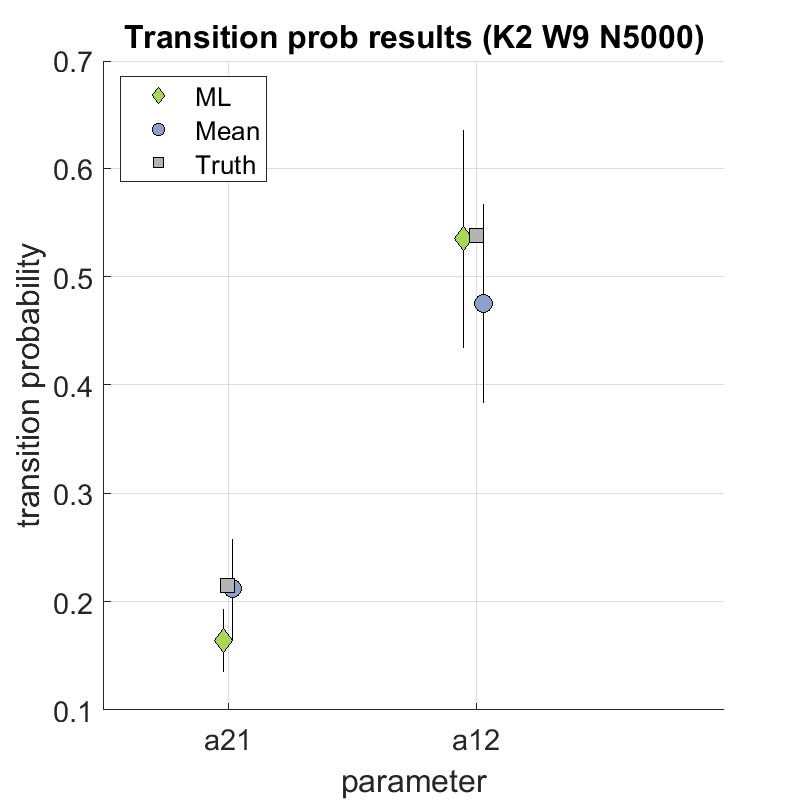 Transition prob results (K2 W9 N5000)
0.7
ML
Mean
Truth
0.6
0.5
0.4
0.3
0.2
0.1
transition probability
a21 a12
parameter